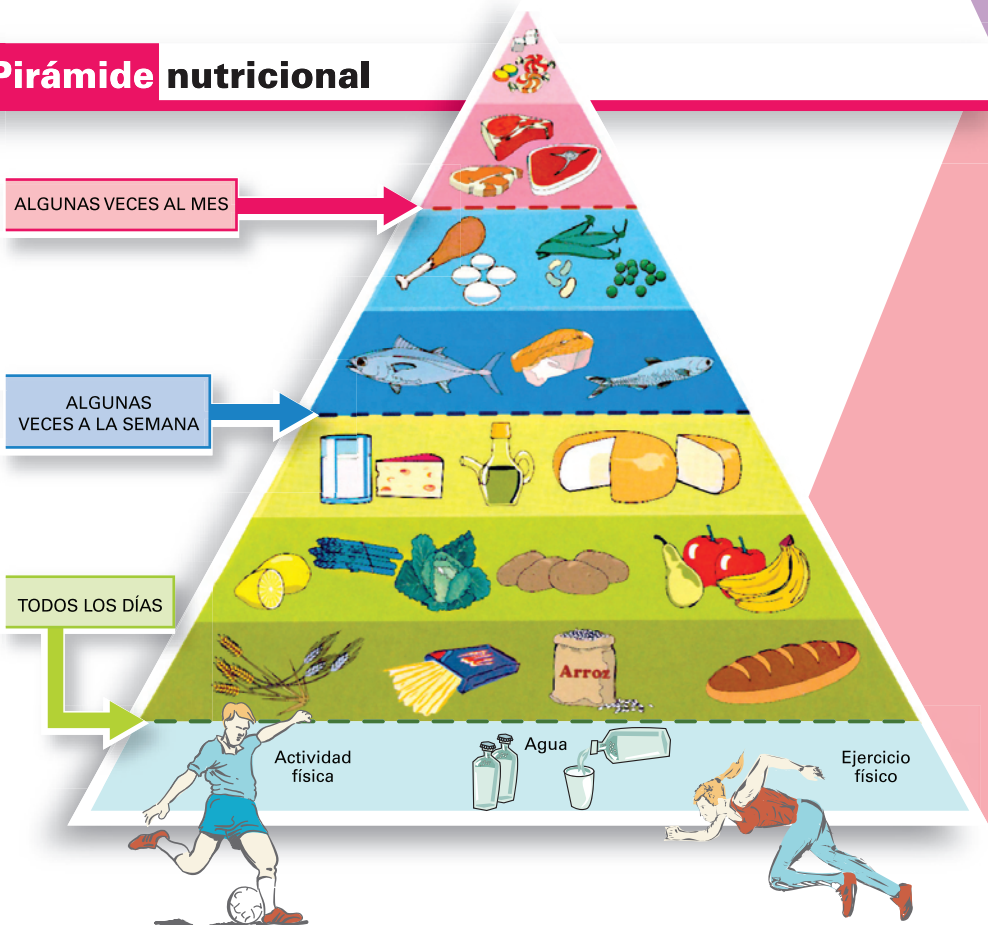 Pirámide nutricional
ALGUNAS VECES AL MES
ALGUNAS
VECES A LA SEMANA
TODOS LOS DÍAS
Arroz
Actividad
física
Agua
Ejercicio
físico